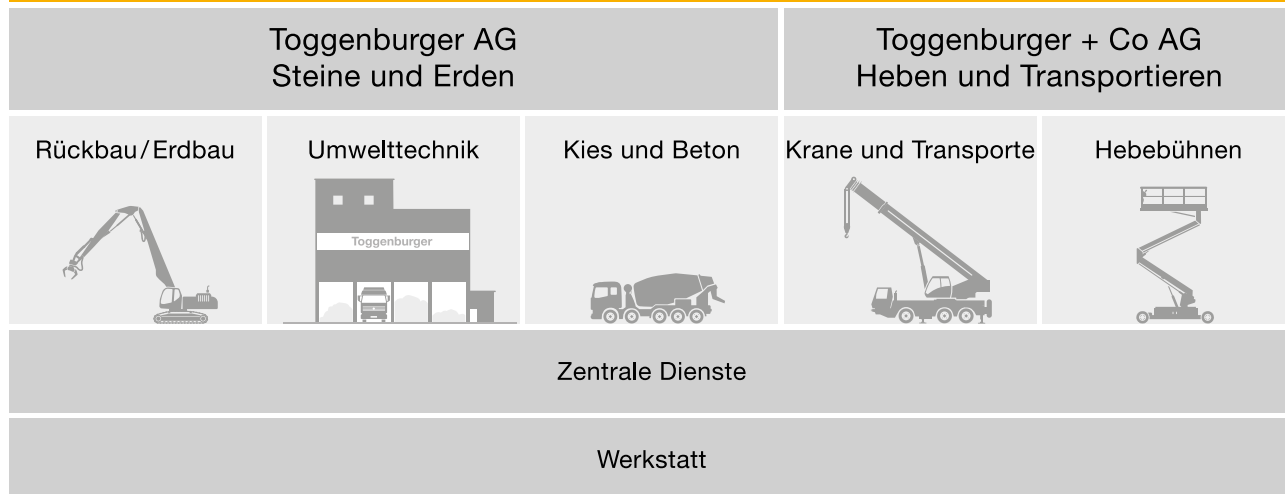 Toggenburger AG
Steine und Erden
Toggenburger + Co AG
Heben und Transportieren
Rückbau/Erdbau
Umwelttechnik
Kies und Beton
Krane und Transporte
Hebebühnen
Toggenburger
Zentrale Dienste
Werkstatt